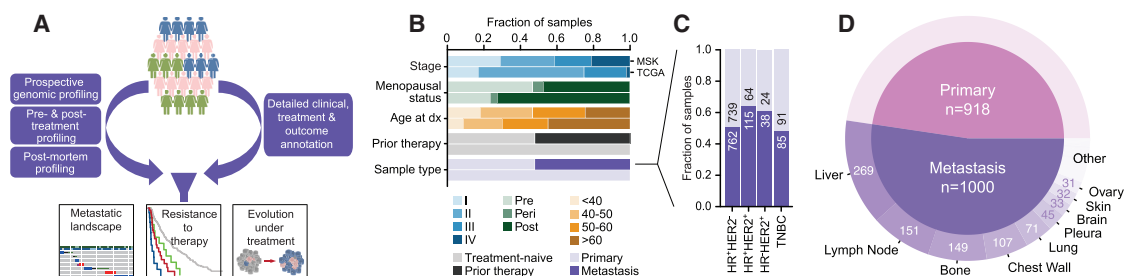 A
Prospective
genomic profiling
Pre- & post-
treatment
profiling
Post-mortem
profiling
Detailed clinical,
treatment &
outcome
annotation
Metastatic
landscape
Resistance
to
therapy
Evolution
under
treatment
B
Fraction of samples
0 0.2 0.4 0.6 0.8 1.0
Stage
MSK
TCGA
Menopausal
status
Age at dx
Prior therapy
Sample type
I
II
III
IV
Pre
Peri
Post
<40
40-50
50-60
>60
Treatment-naive
Prior therapy
Primary
Metastasis
C
Fraction of samples
1.0
0.8
0.6
0.4
0.2
0.0
762 739
115 64
38 24
85 91
HR+HER2-
HR+HER2+
HR-HER2+
TNBC
D
Primary
n=918
Metastasis
n=1000
Liver
269
Lymph Node
151
Bone
149
Chest Wall
107
Lung
71
Pleura
45
Brain
33
Skin
32
Ovary
31
Other